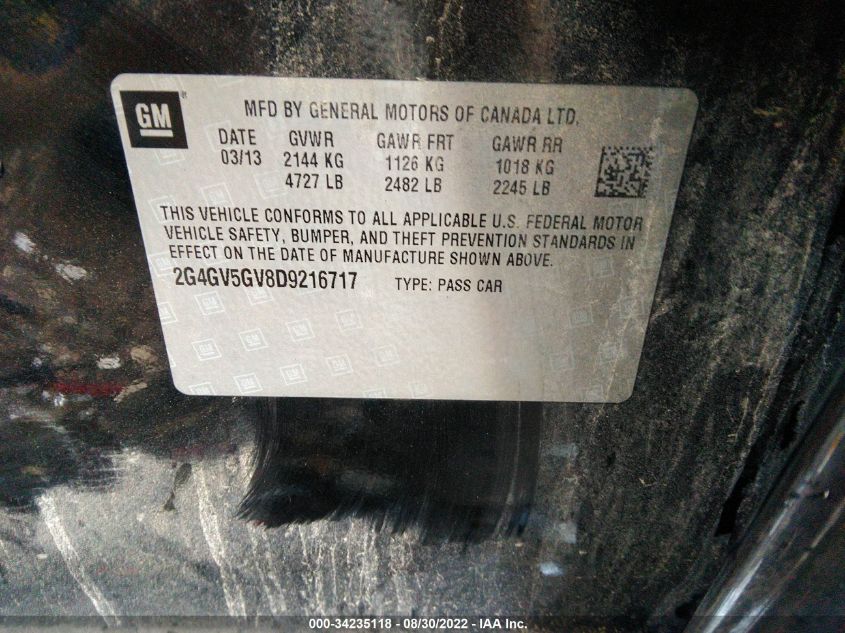 GM
MFD BY GENERAL MOTORS OF CANADA LTD.
DATE GVWR GAWR FRT GAWR RR
03/13 2144 KG 1126 KG 1018 KG
4727 LB 2482 LB 2245 LB
THIS VEHICLE CONFORMS TO ALL APPLICABLE U.S. FEDERAL MOTOR
VEHICLE SAFETY, BUMPER, AND THEFT PREVENTION STANDARDS IN
EFFECT ON THE DATE OF MANUFACTURE SHOWN ABOVE.
2G4GV5GV8D9216717 TYPE: PASS CAR
000-34235118 - 08/30/2022 - IAA Inc.